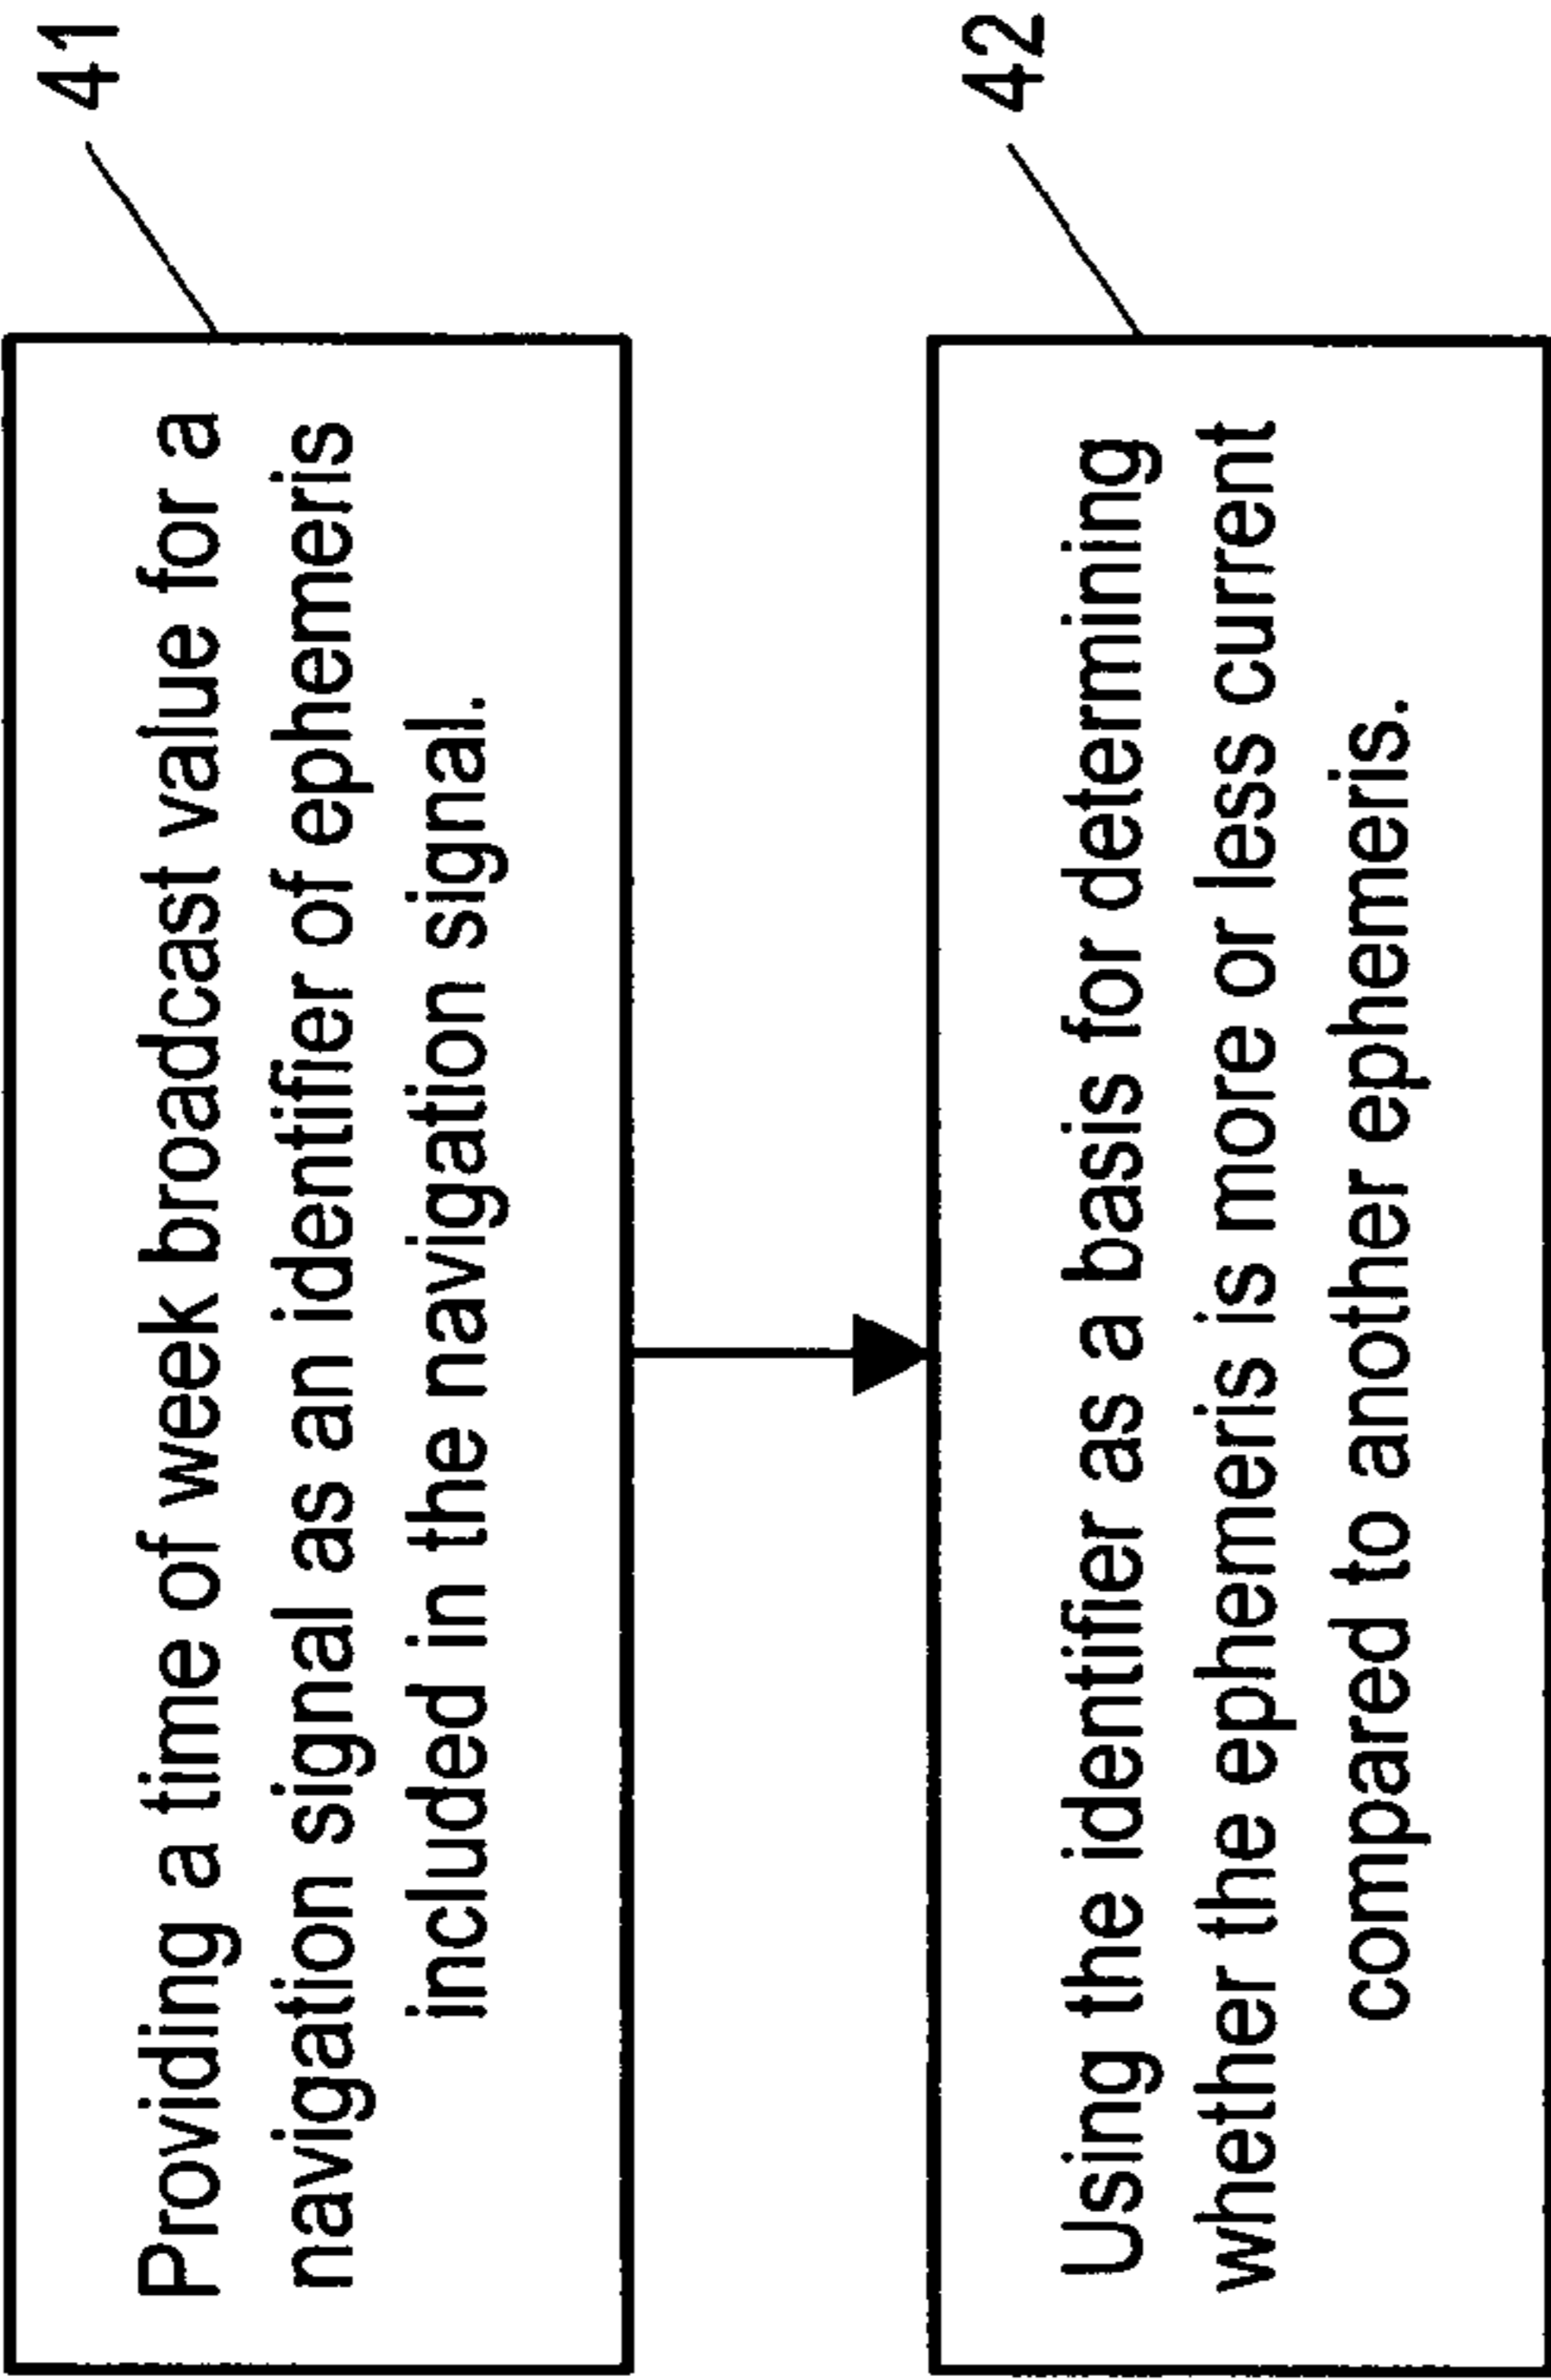 41
Providing a time of week broadcast value for a
navigation signal as an identifier of ephemeris
included in the navigation signal.
42
Using the identifier as a basis for determining
whether the ephemeris is more or less current
compared to another ephemeris.